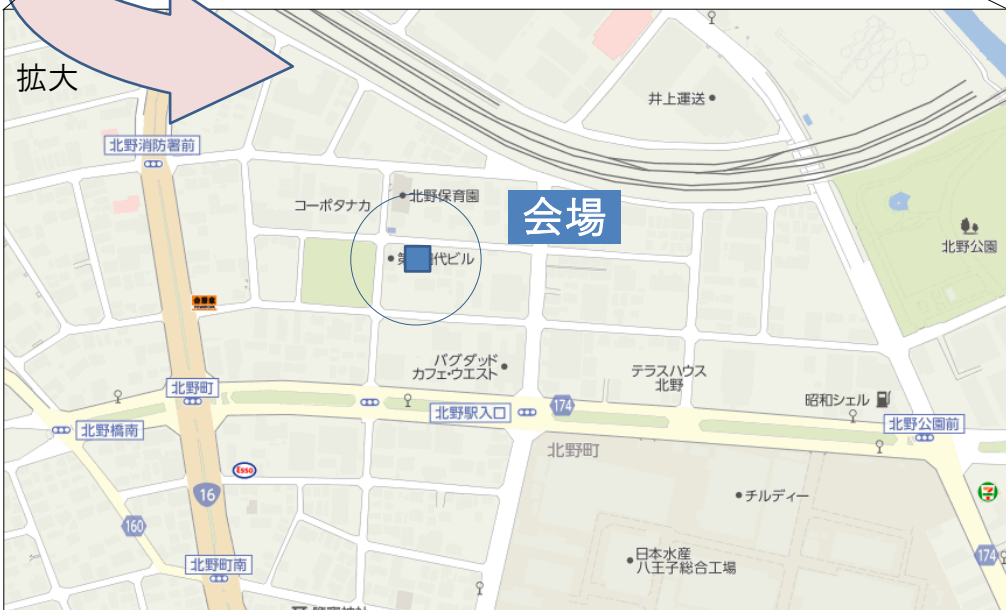 拡大
井上運送
北野消防署前
コーポタナカ
北野保育園
会場
北野公園
代ビル
吉野家
バグダッド
カフェ・ウエスト
テラスハウス
北野
昭和シェル
北野町
北野駅入口
174
北野公園前
北野橋南
北野町
Esso
16
チルディー
7
160
日本水産
八王子総合工場
174
北野町南